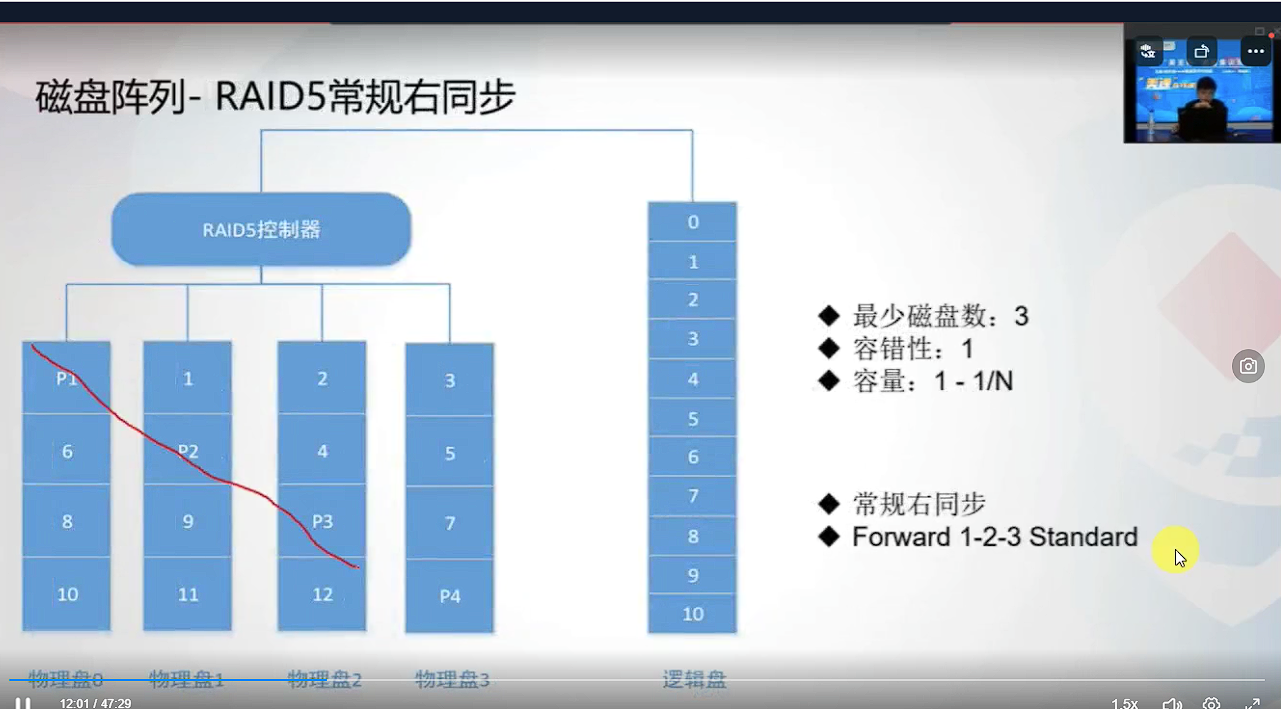 磁盘阵列- RAID5常规右同步
RAID5控制器
P1
1
2
3
6
P2
4
5
8
9
P3
7
10
11
12
P4
物理盘0
物理盘1
物理盘2
物理盘3
0
1
2
3
4
5
6
7
8
9
10
逻辑盘
◆ 最少磁盘数：3
◆ 容错性：1
◆ 容量：1 - 1/N
◆ 常规右同步
◆ Forward 1-2-3 Standard
12:01 / 47:29
1.5x